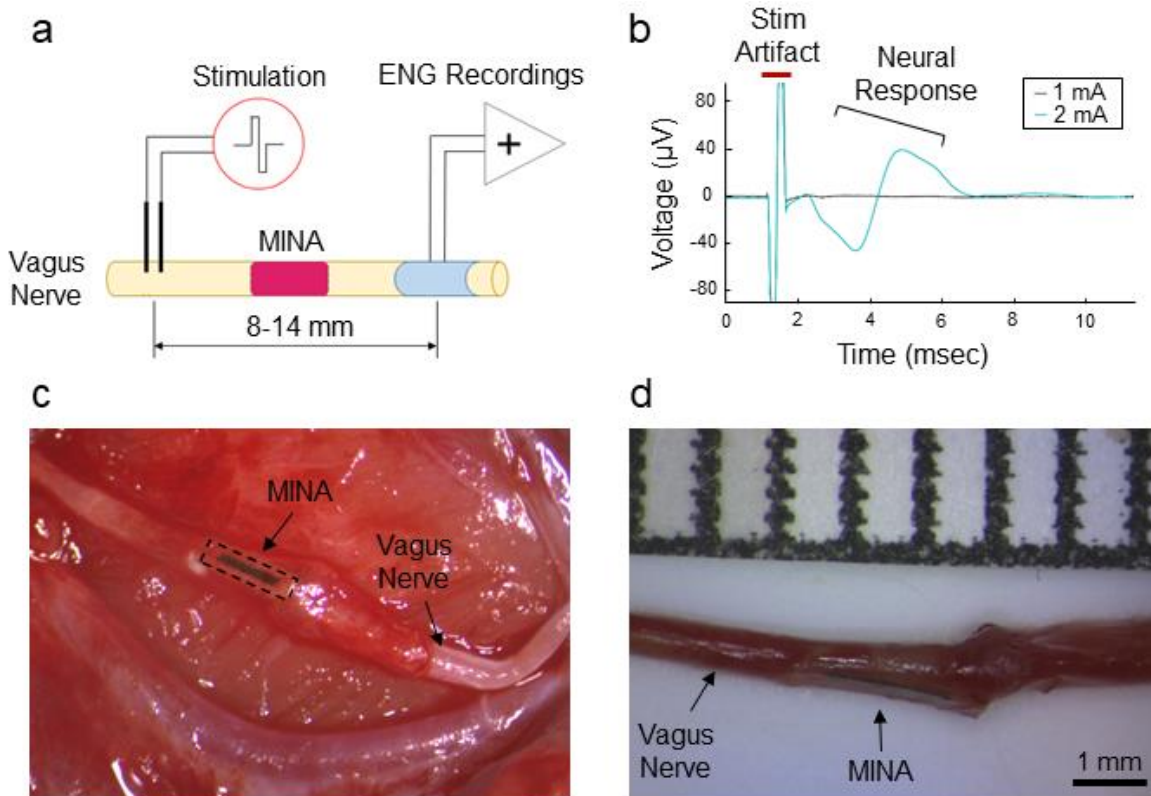 a
Stimulation
ENG Recordings
+
MINA
Vagus
Nerve
8-14 mm
b
Stim
Artifact
Neural
Response
1 mA
2 mA
80
40
0
-40
-80
Voltage (µV)
0
2
4
6
8
10
Time (msec)
c
MINA
Vagus
Nerve
d
Vagus
Nerve
MINA
1 mm